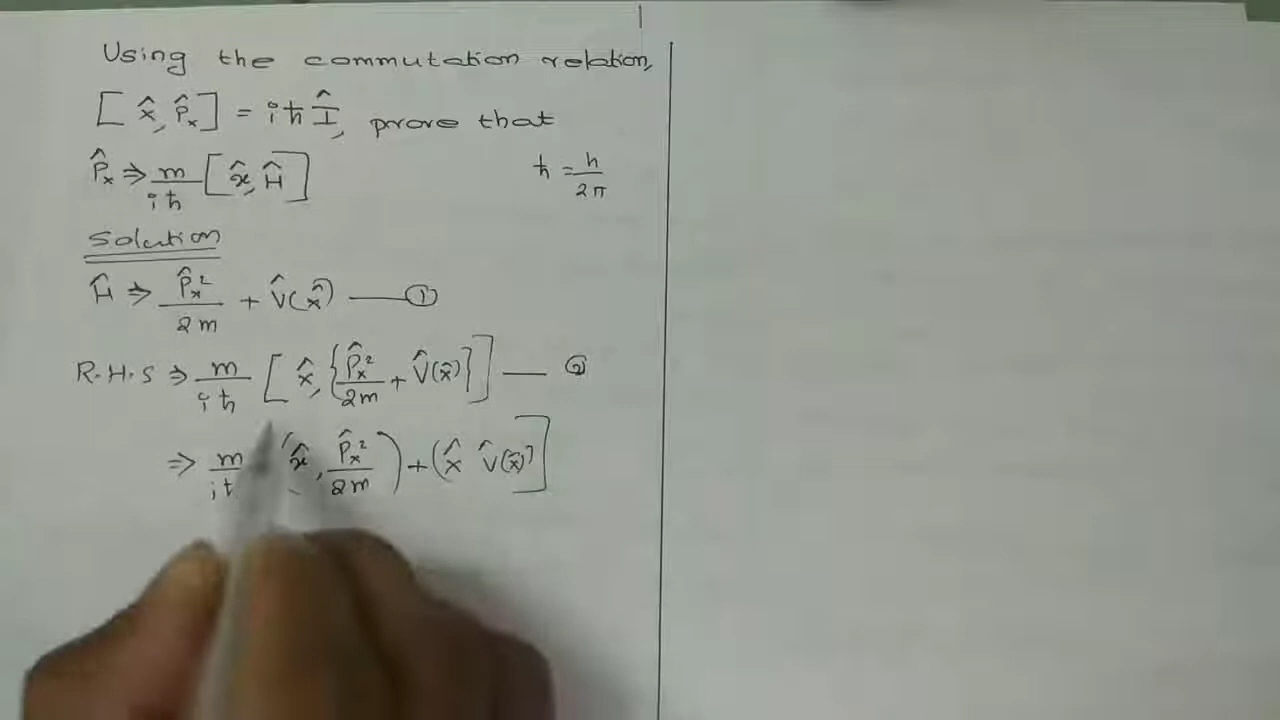 Using the commutation relation,
[x̂, P̂ₓ] = iħÎ, prove that
P̂ₓ ⇒ m/iħ [x̂, Ĥ]
ħ = h/2π
Solution
Ĥ ⇒ P̂ₓ²/2m + V̂(x̂) —— ①
R.H.S ⇒ m/iħ [x̂, {P̂ₓ²/2m + V̂(x̂)}] —— ②
⇒ m/iħ (x̂, P̂ₓ²/2m) + (x̂ V̂(x̂)]